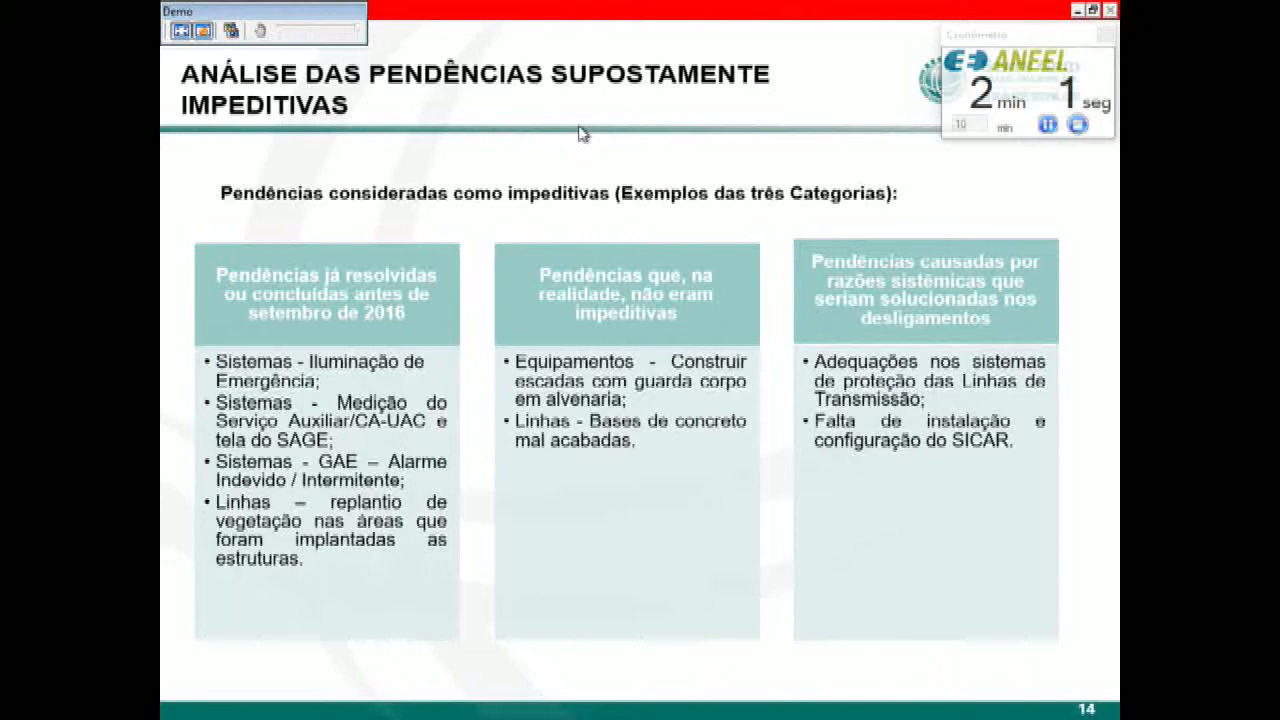 Demo
Cronômetro
ANEEL
2 min 1 seg
10 min
ANÁLISE DAS PENDÊNCIAS SUPOSTAMENTE
IMPEDITIVAS
Pendências consideradas como impeditivas (Exemplos das três Categorias):
Pendências já resolvidas
ou concluídas antes de
setembro de 2016
• Sistemas - Iluminação de
Emergência;
• Sistemas - Medição do
Serviço Auxiliar/CA-UAC e
tela do SAGE;
• Sistemas - GAE – Alarme
Indevido / Intermitente;
• Linhas – replantio de
vegetação nas áreas que
foram implantadas as
estruturas.
Pendências que, na
realidade, não eram
impeditivas
• Equipamentos - Construir
escadas com guarda corpo
em alvenaria;
• Linhas - Bases de concreto
mal acabadas.
Pendências causadas por
razões sistêmicas que
seriam solucionadas nos
desligamentos
• Adequações nos sistemas
de proteção das Linhas de
Transmissão;
• Falta de instalação e
configuração do SICAR.
14